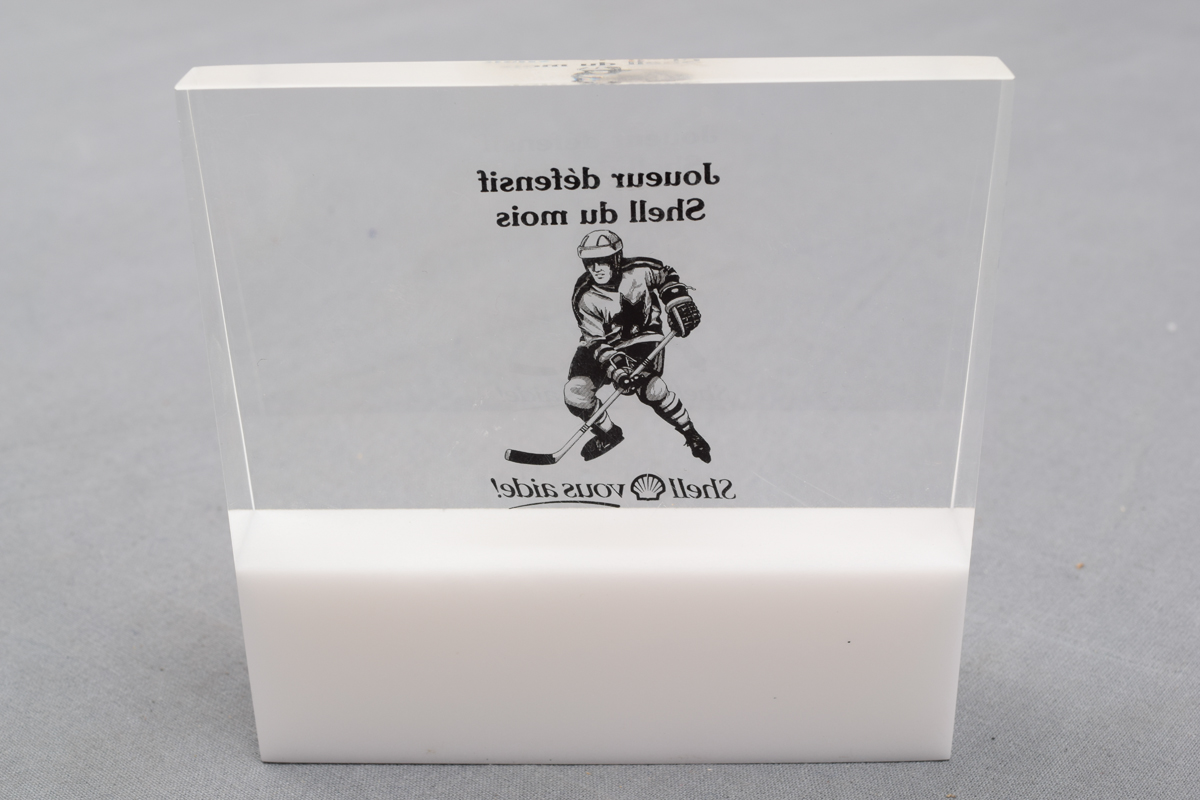 Joueur défensif
Shell du mois
Shell vous aide!